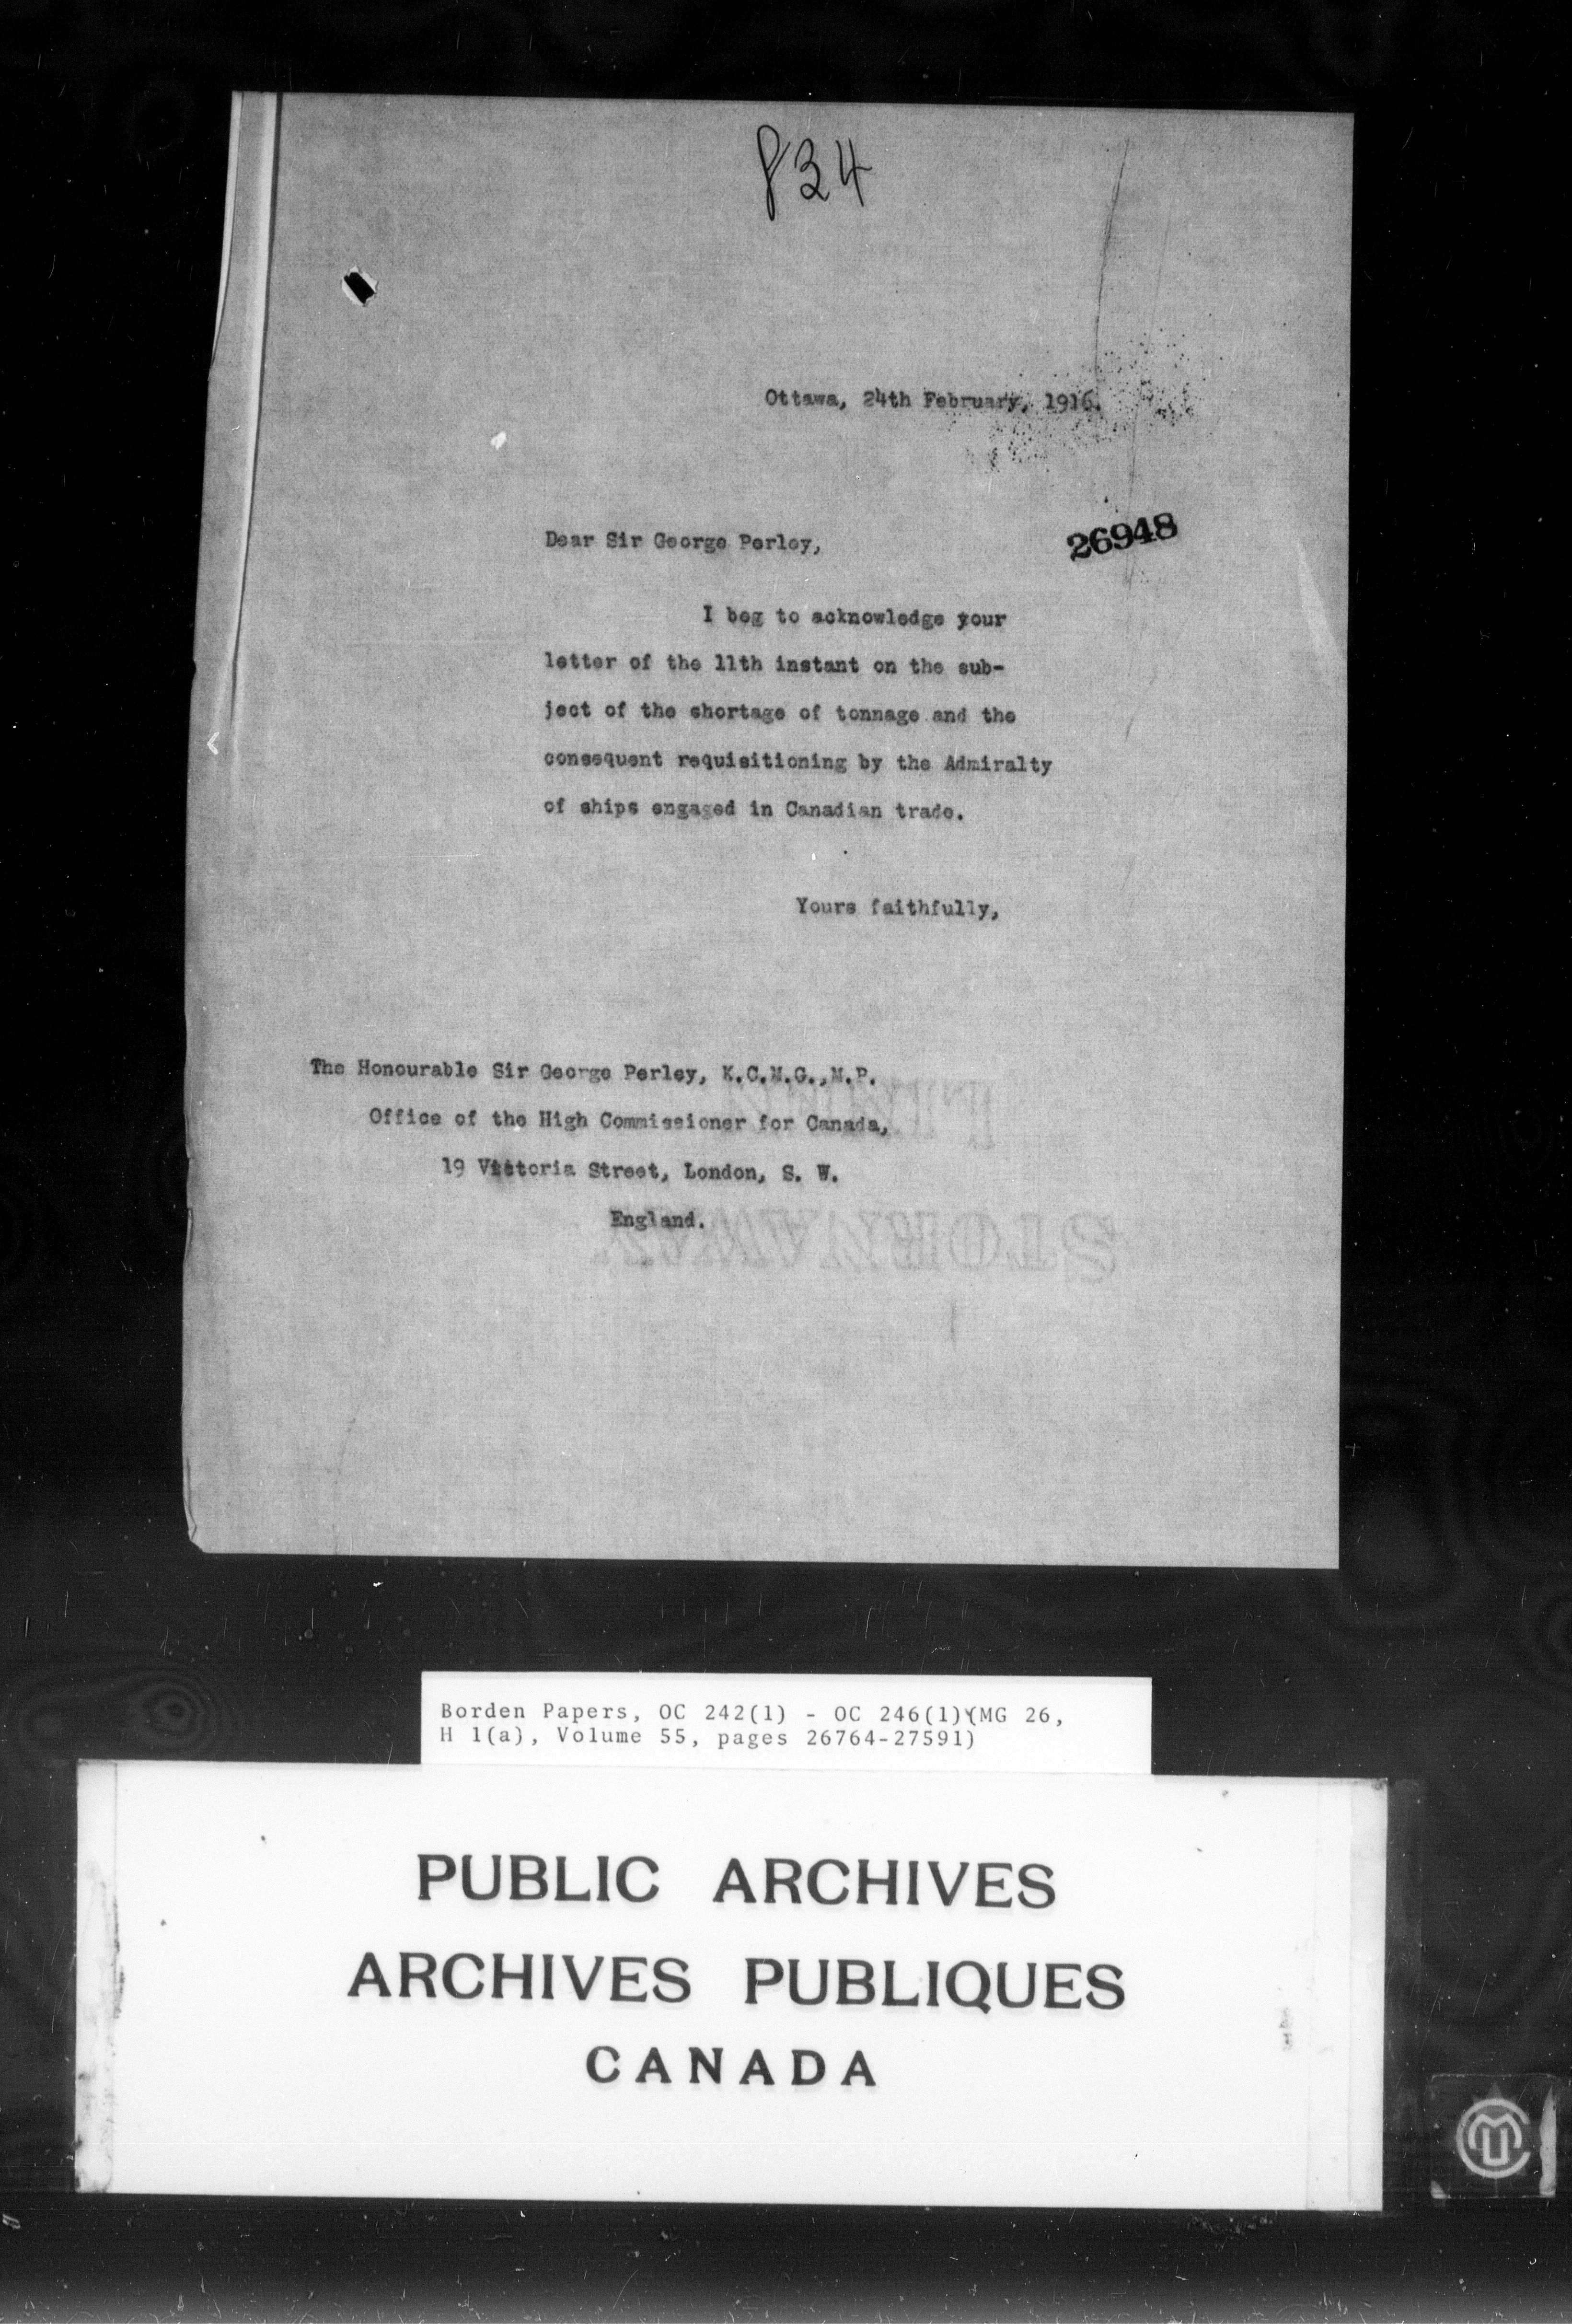 834
Ottawa, 24th February, 1916.
26948
Dear Sir George Perley,
I beg to acknowledge your
letter of the 11th instant on the sub-
ject of the shortage of tonnage and the
consequent requisitioning by the Admiralty
of ships engaged in Canadian trade.
Yours faithfully,
The Honourable Sir George Perley, K.C.M.G.,M.P.
Office of the High Commissioner for Canada,
19 Victoria Street, London, S. W.
England.
Borden Papers, OC 242(1) - OC 246(1)(MG 26,
H 1(a), Volume 55, pages 26764-27591)
PUBLIC ARCHIVES
ARCHIVES PUBLIQUES
CANADA